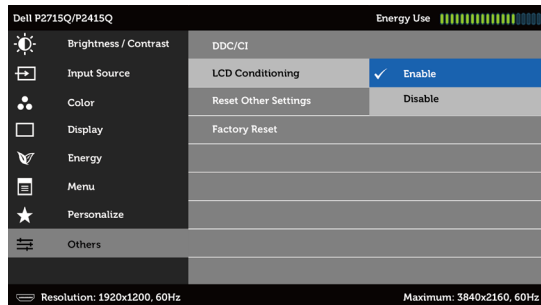 Dell P2715Q/P2415Q Energy Use
Brightness / Contrast DDC/CI
Input Source LCD Conditioning Enable
Color Reset Other Settings Disable
Display Factory Reset
Energy
Menu
Personalize
Others
Resolution: 1920x1200, 60Hz Maximum: 3840x2160, 60Hz